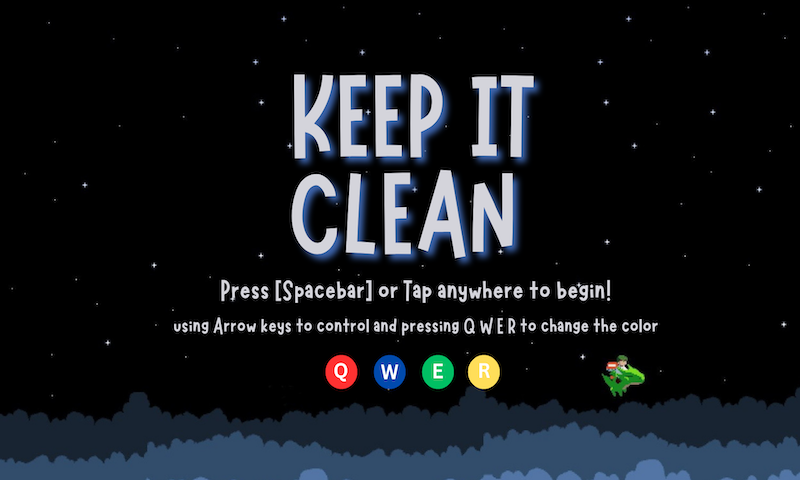 KEEP IT
CLEAN
Press [Spacebar] or Tap anywhere to begin!
using Arrow keys to control and pressing Q W E R to change the color
Q W E R